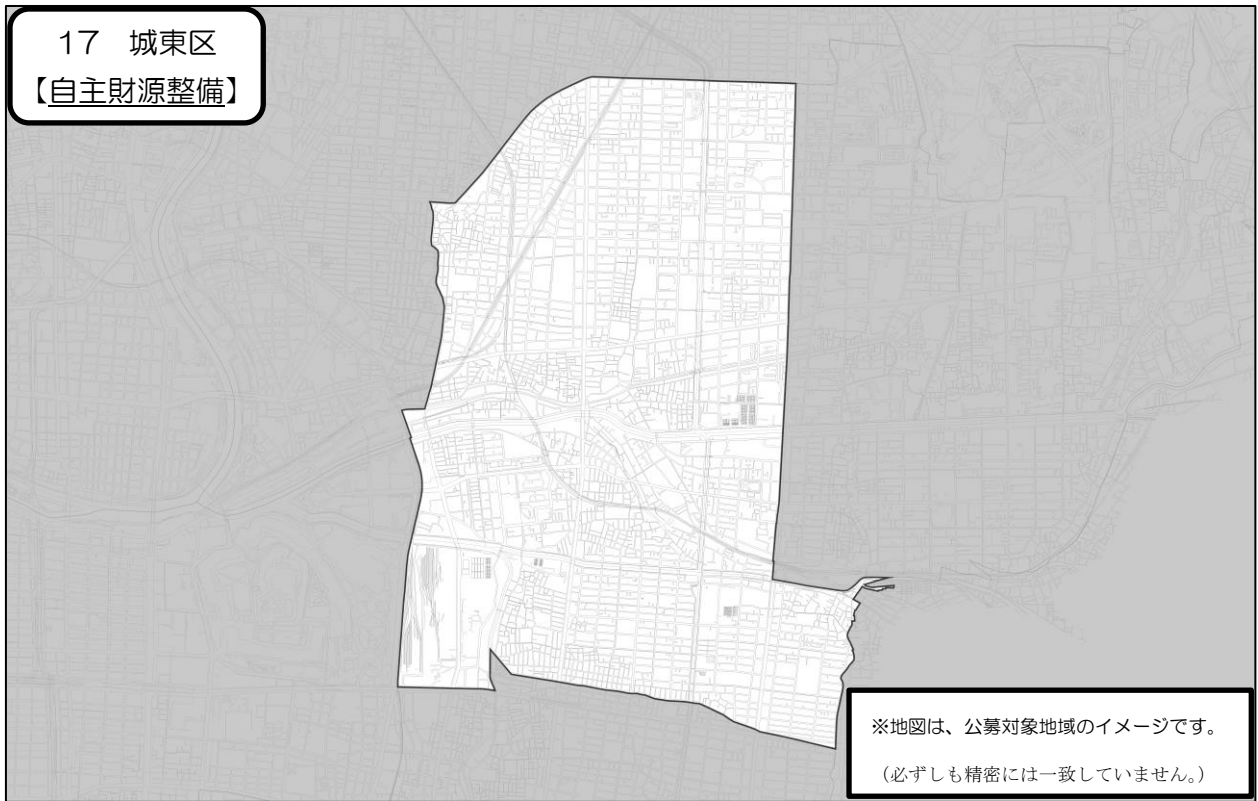 17 城東区
【自主財源整備】
※地図は、公募対象地域のイメージです。
（必ずしも精密には一致していません。）